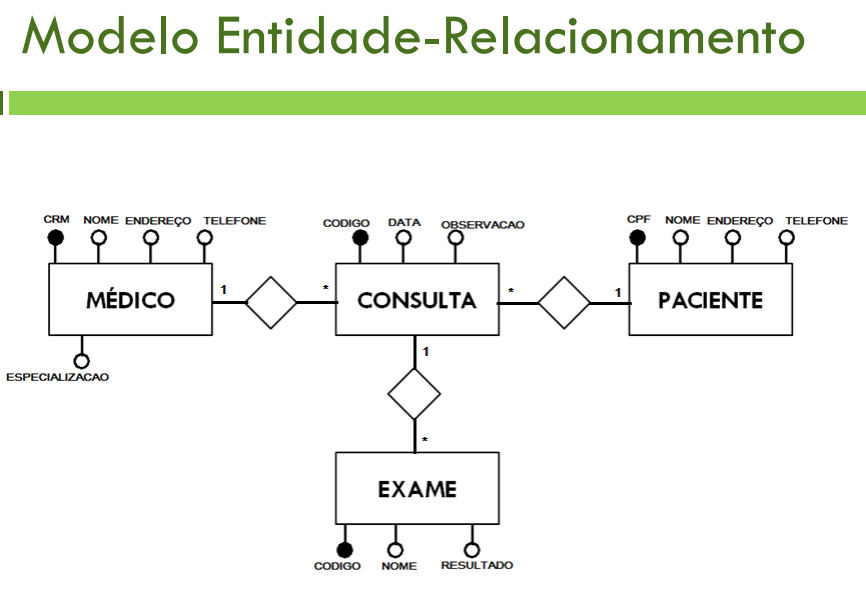 Modelo Entidade-Relacionamento
CRM NOME ENDEREÇO TELEFONE
CODIGO DATA OBSERVACAO
CPF NOME ENDEREÇO TELEFONE
MÉDICO 1 * CONSULTA * 1 PACIENTE
ESPECIALIZACAO
1
*
EXAME
CODIGO NOME RESULTADO